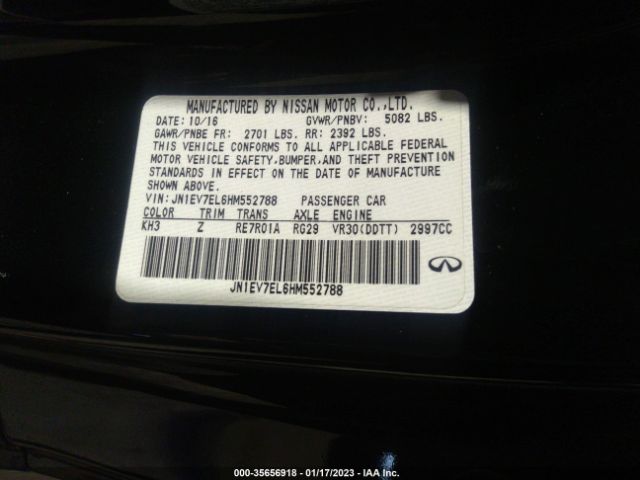 MANUFACTURED BY NISSAN MOTOR CO.,LTD.
DATE: 10/16 GVWR/PNBV: 5082 LBS.
GAWR/PNBE FR: 2701 LBS. RR: 2392 LBS.
THIS VEHICLE CONFORMS TO ALL APPLICABLE FEDERAL
MOTOR VEHICLE SAFETY,BUMPER,AND THEFT PREVENTION
STANDARDS IN EFFECT ON THE DATE OF MANUFACTURE
SHOWN ABOVE.
VIN: JN1EV7EL6HM552788 PASSENGER CAR
COLOR TRIM TRANS AXLE ENGINE
KH3 Z RE7R01A RG29 VR30(DDTT) 2997CC
JN1EV7EL6HM552788
INFINITI
000-35656918 - 01/17/2023 - IAA Inc.